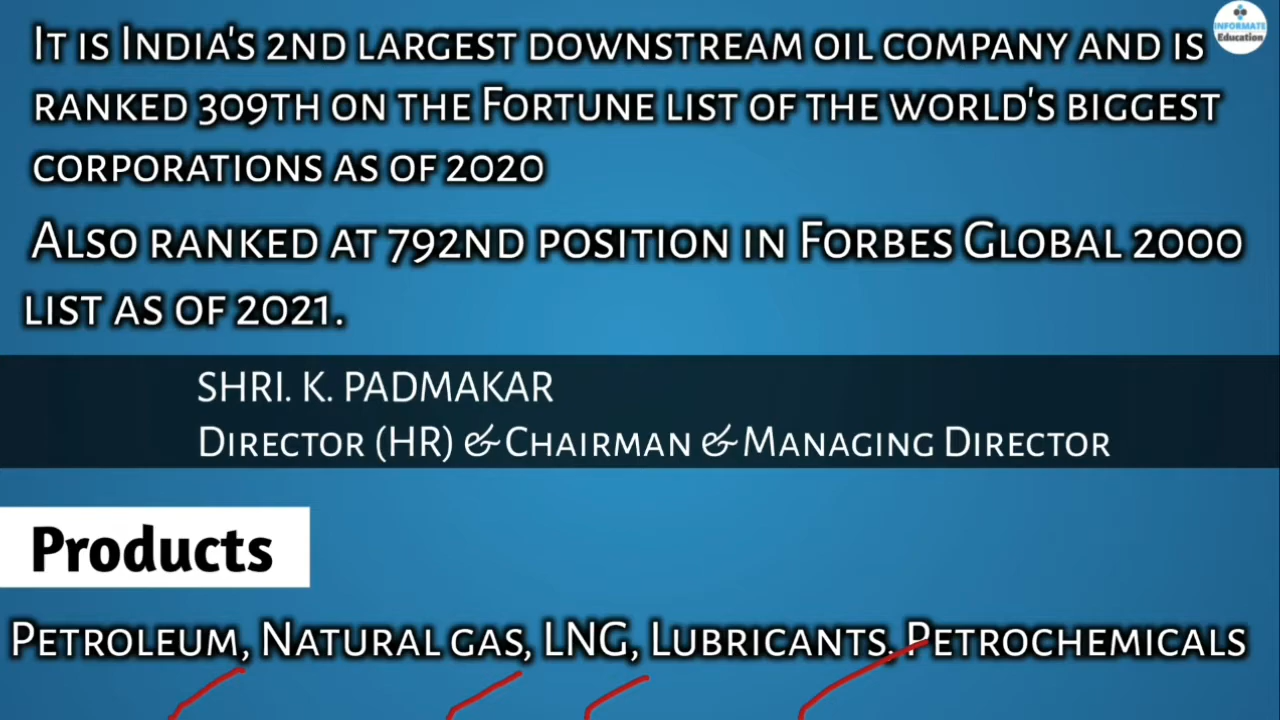 It is India's 2nd largest downstream oil company and is
ranked 309th on the Fortune list of the world's biggest
corporations as of 2020
Also ranked at 792nd position in Forbes Global 2000
list as of 2021.
INFORMATE
Education
SHRI. K. PADMAKAR
Director (HR) & Chairman & Managing Director
Products
Petroleum, Natural gas, LNG, Lubricants. Petrochemicals